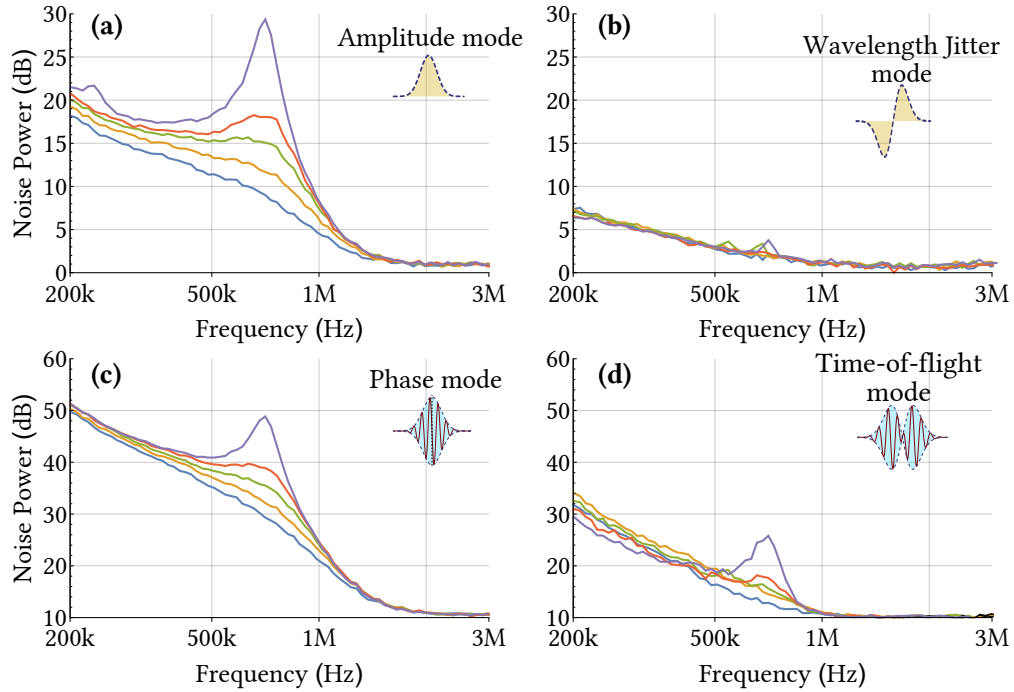 (a)
Amplitude mode
Noise Power (dB)
30
25
20
15
10
5
0
200k 500k 1M 3M
Frequency (Hz)
(b)
Wavelength Jitter
mode
30
25
20
15
10
5
0
200k 500k 1M 3M
Frequency (Hz)
(c)
Phase mode
Noise Power (dB)
60
50
40
30
20
10
200k 500k 1M 3M
Frequency (Hz)
(d)
Time-of-flight
mode
60
50
40
30
20
10
200k 500k 1M 3M
Frequency (Hz)